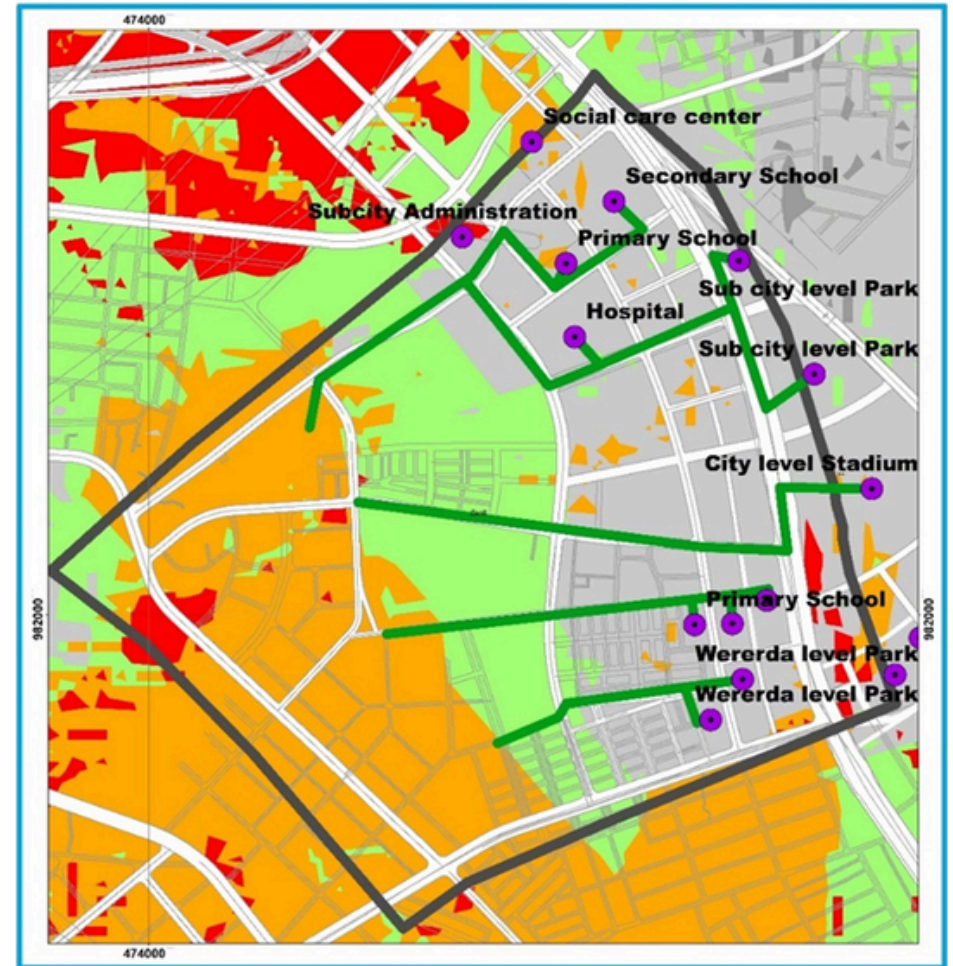 474000
Social care center
Secondary School
Subcity Administration
Primary School
Sub city level Park
Hospital
Sub city level Park
City level Stadium
982000
Primary School
982000
Wererda level Park
Wererda level Park
474000